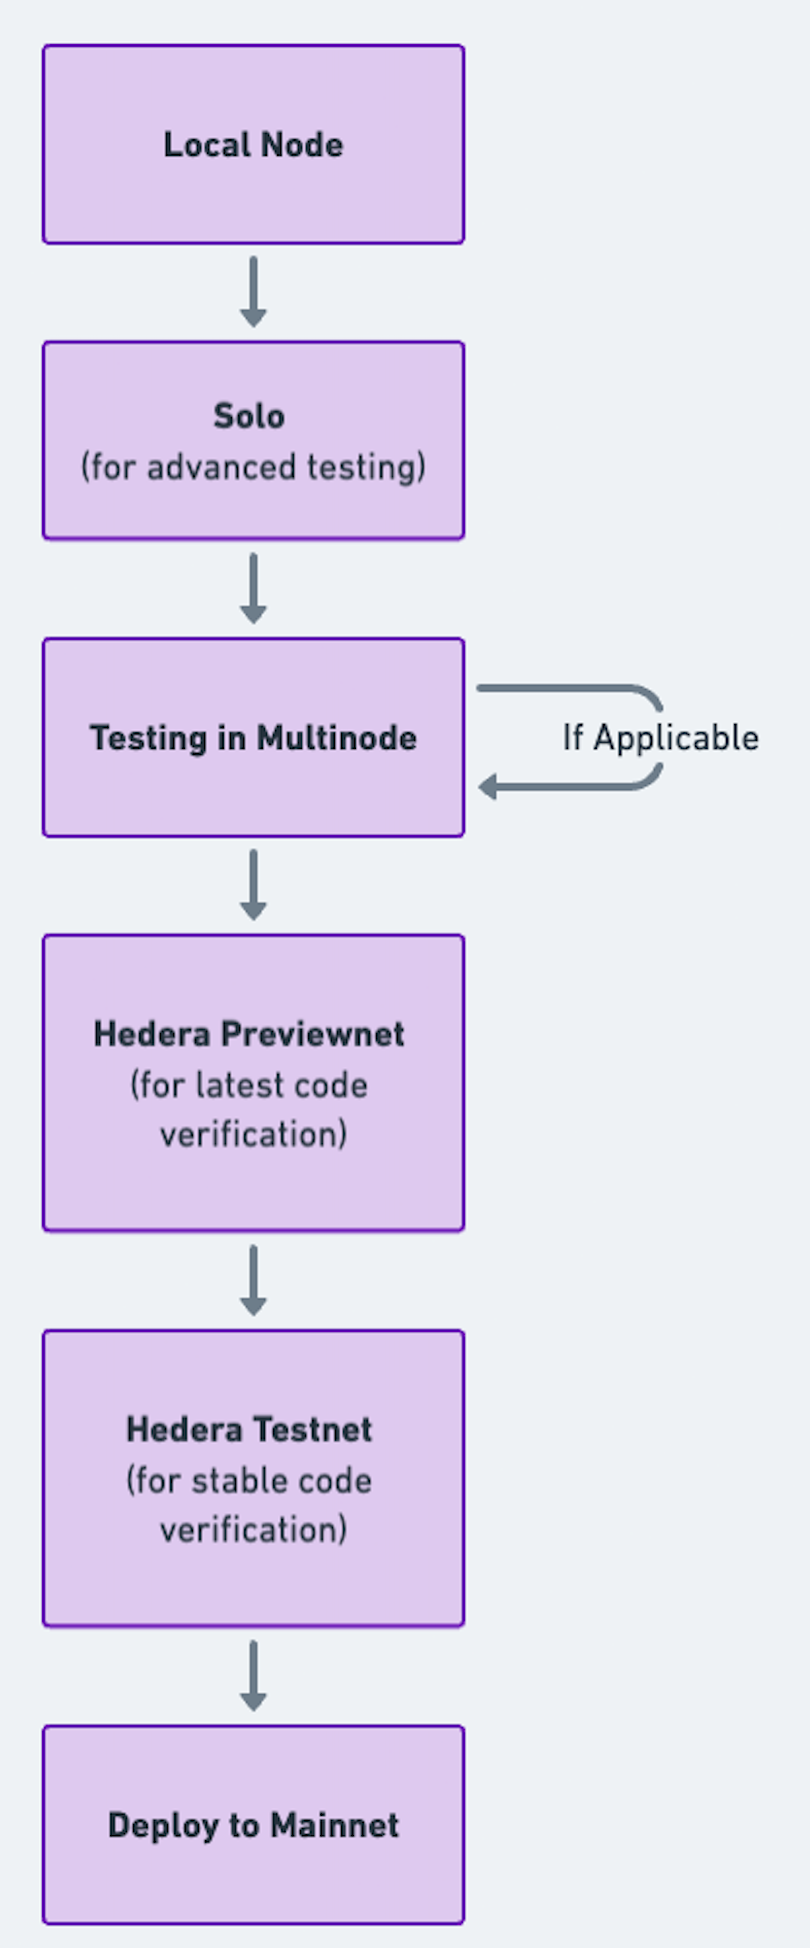 Local Node
Solo
(for advanced testing)
Testing in Multinode
If Applicable
Hedera Previewnet
(for latest code
verification)
Hedera Testnet
(for stable code
verification)
Deploy to Mainnet